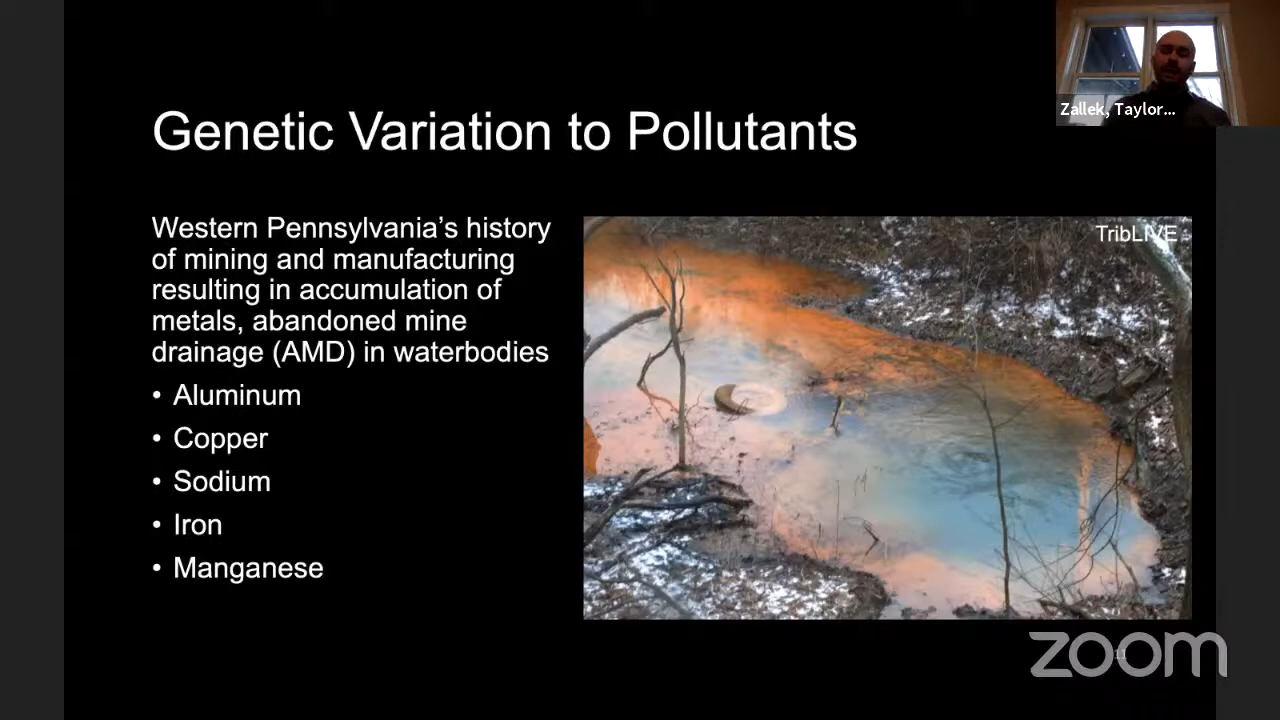 Zallek, Taylor...
Genetic Variation to Pollutants
Western Pennsylvania’s history
of mining and manufacturing
resulting in accumulation of
metals, abandoned mine
drainage (AMD) in waterbodies
• Aluminum
• Copper
• Sodium
• Iron
• Manganese
TribLIVE
zoom
11